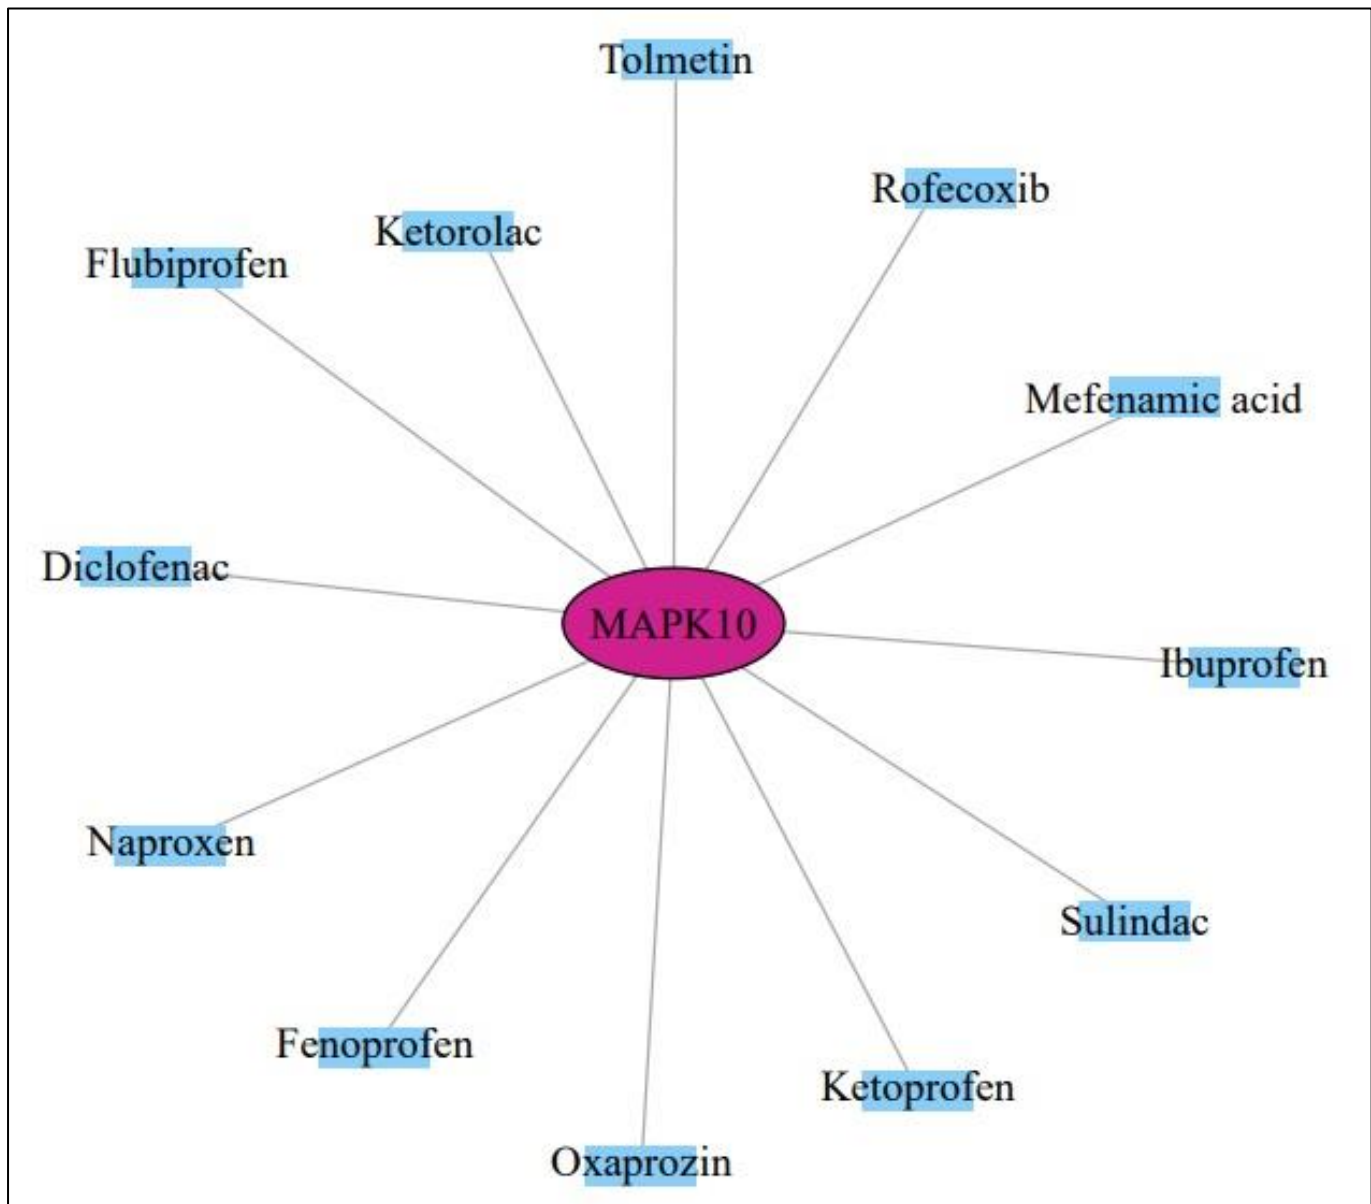 Tolmetin
Rofecoxib
Ketorolac
Flubiprofen
Mefenamic acid
Diclofenac
MAPK10
Ibuprofen
Naproxen
Sulindac
Fenoprofen
Ketoprofen
Oxaprozin